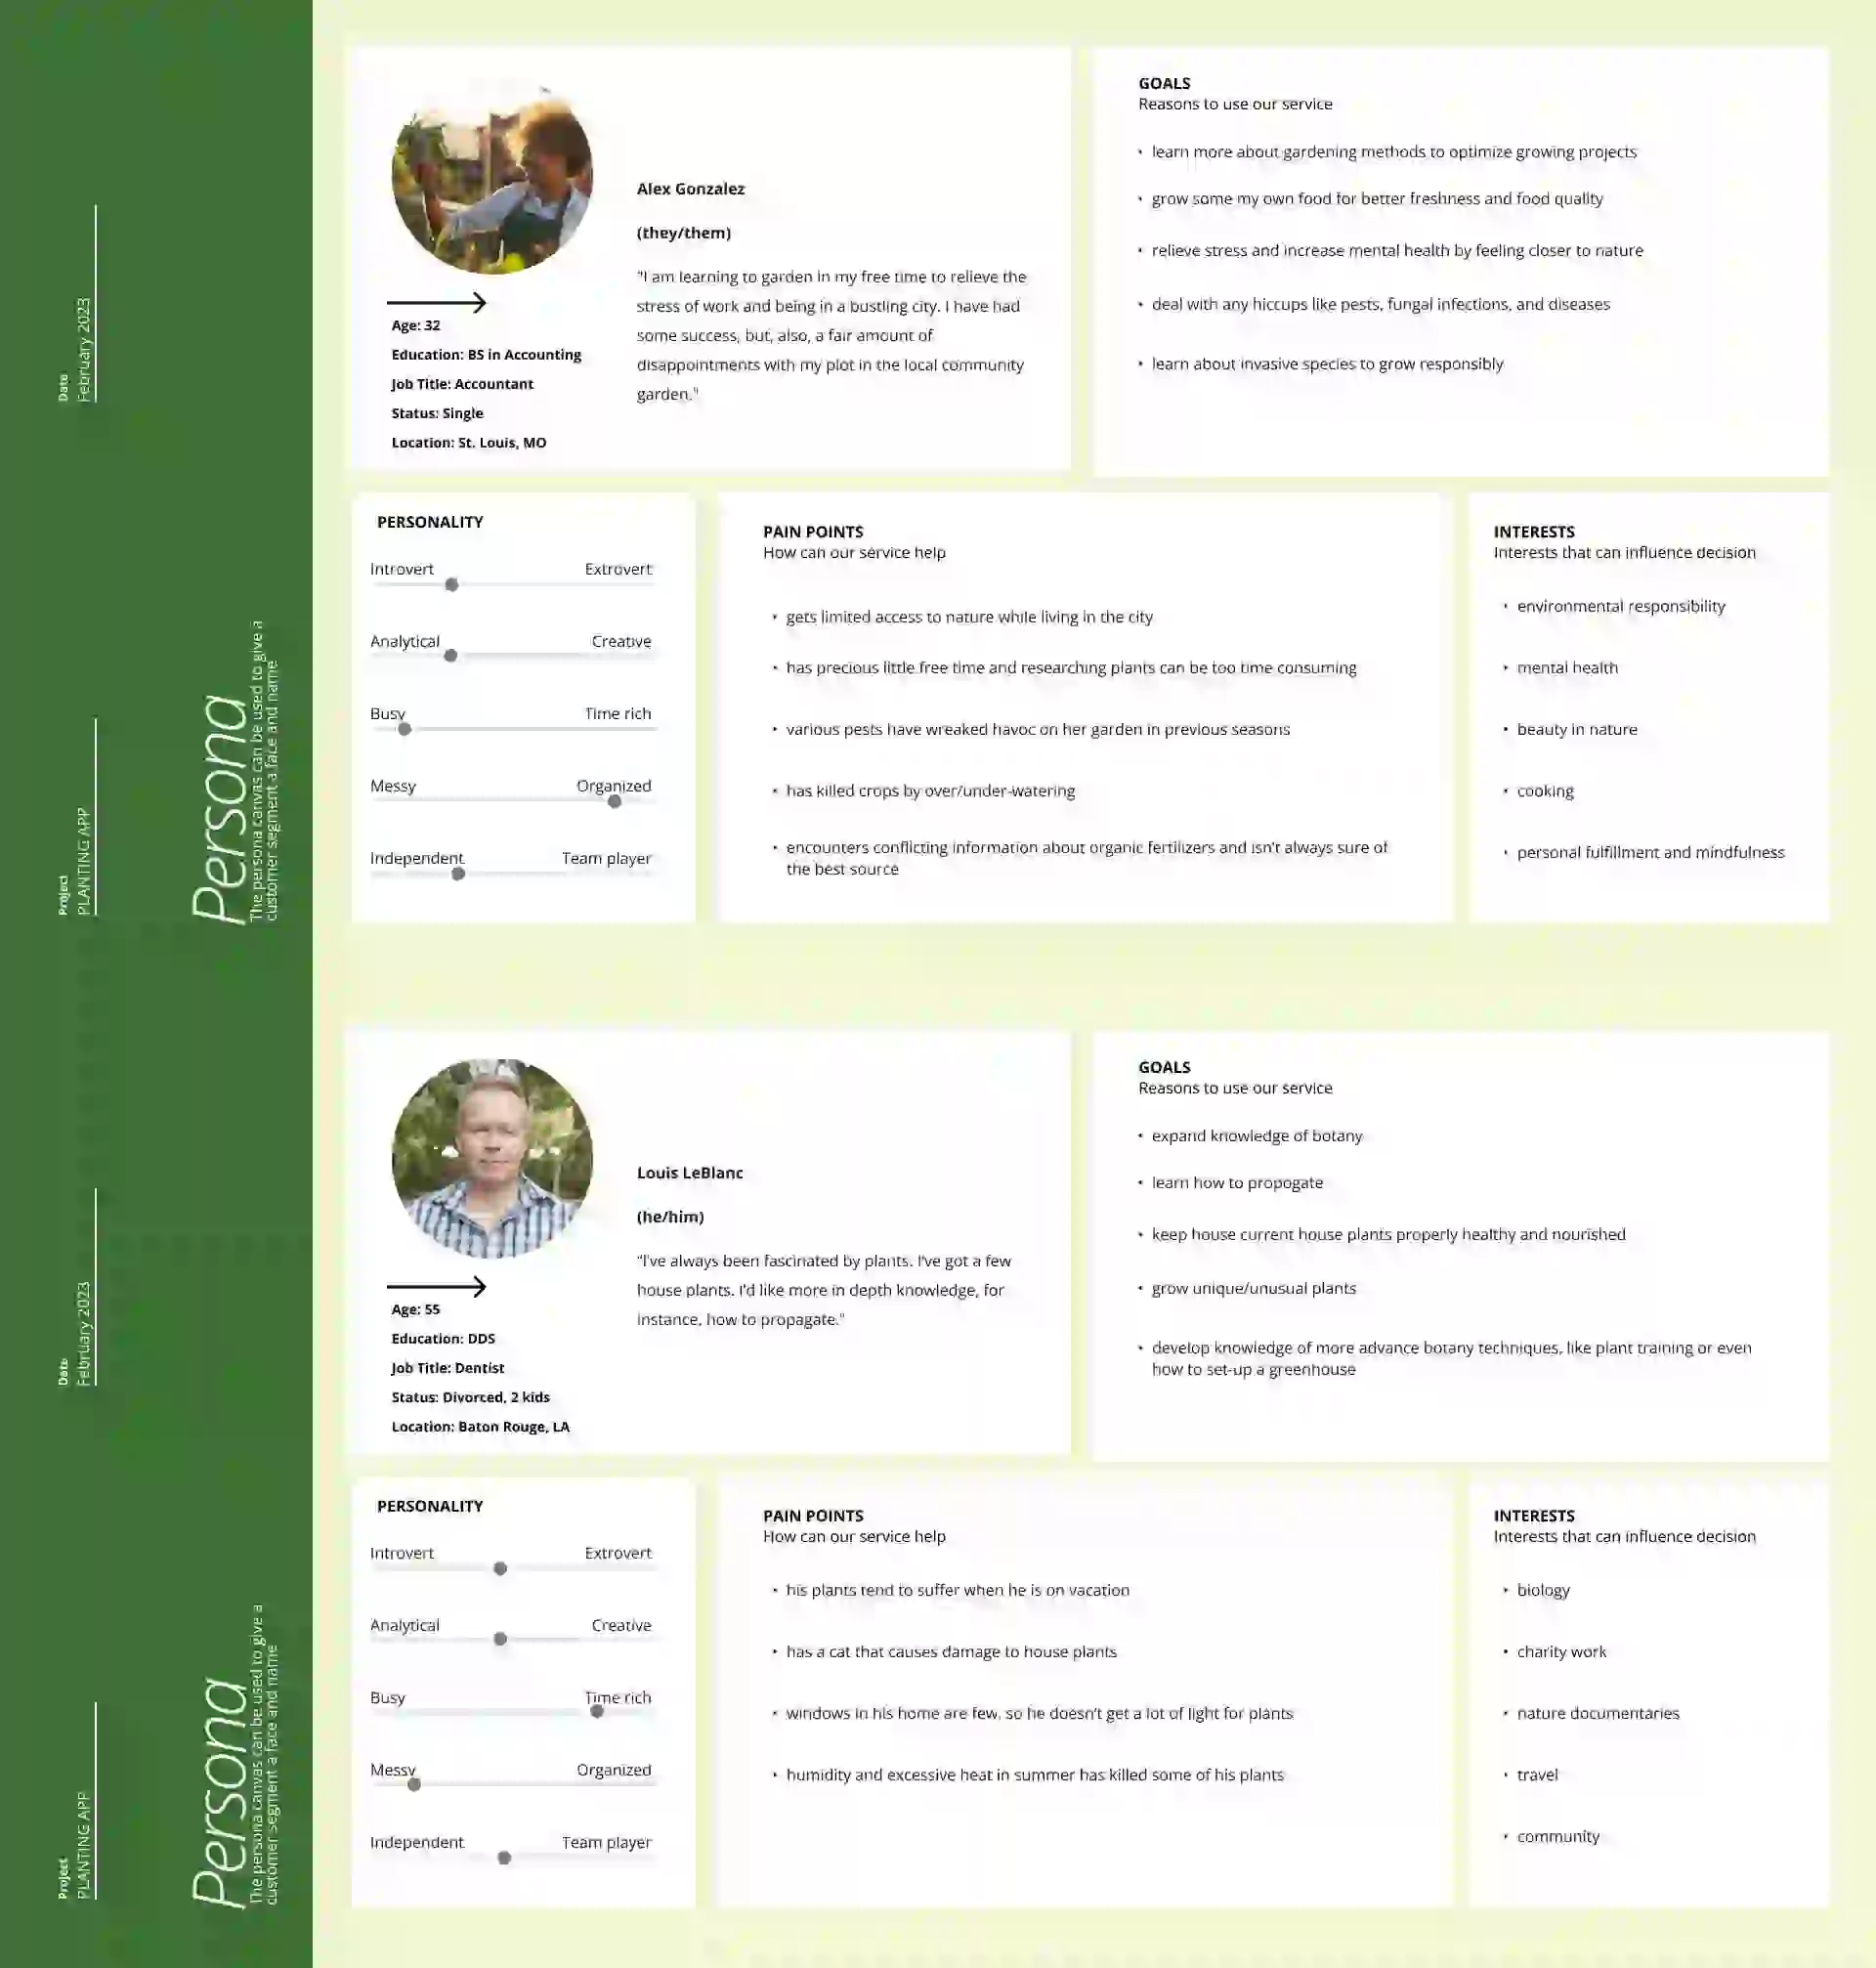 Date
February 2023
Project
PLANTING APP
Persona
The persona canvas can be used to give a
customer segment a face and name
Alex Gonzalez
(they/them)
"I am learning to garden in my free time to relieve the
stress of work and being in a bustling city. I have had
some success, but, also, a fair amount of
disappointments with my plot in the local community
garden."
Age: 32
Education: BS in Accounting
Job Title: Accountant
Status: Single
Location: St. Louis, MO
GOALS
Reasons to use our service
• learn more about gardening methods to optimize growing projects
• grow some my own food for better freshness and food quality
• relieve stress and increase mental health by feeling closer to nature
• deal with any hiccups like pests, fungal infections, and diseases
• learn about invasive species to grow responsibly
PERSONALITY
Introvert Extrovert
Analytical Creative
Busy Time rich
Messy Organized
Independent Team player
PAIN POINTS
How can our service help
• gets limited access to nature while living in the city
• has precious little free time and researching plants can be too time consuming
• various pests have wreaked havoc on her garden in previous seasons
• has killed crops by over/under-watering
• encounters conflicting information about organic fertilizers and isn't always sure of
the best source
INTERESTS
Interests that can influence decision
• environmental responsibility
• mental health
• beauty in nature
• cooking
• personal fulfillment and mindfulness
Date
February 2023
Project
PLANTING APP
Persona
The persona canvas can be used to give a
customer segment a face and name
Louis LeBlanc
(he/him)
"I've always been fascinated by plants. I've got a few
house plants. I'd like more in depth knowledge, for
instance, how to propagate."
Age: 55
Education: DDS
Job Title: Dentist
Status: Divorced, 2 kids
Location: Baton Rouge, LA
GOALS
Reasons to use our service
• expand knowledge of botany
• learn how to propogate
• keep house current house plants properly healthy and nourished
• grow unique/unusual plants
• develop knowledge of more advance botany techniques, like plant training or even
how to set-up a greenhouse
PERSONALITY
Introvert Extrovert
Analytical Creative
Busy Time rich
Messy Organized
Independent Team player
PAIN POINTS
How can our service help
• his plants tend to suffer when he is on vacation
• has a cat that causes damage to house plants
• windows in his home are few, so he doesn't get a lot of light for plants
• humidity and excessive heat in summer has killed some of his plants
INTERESTS
Interests that can influence decision
• biology
• charity work
• nature documentaries
• travel
• community